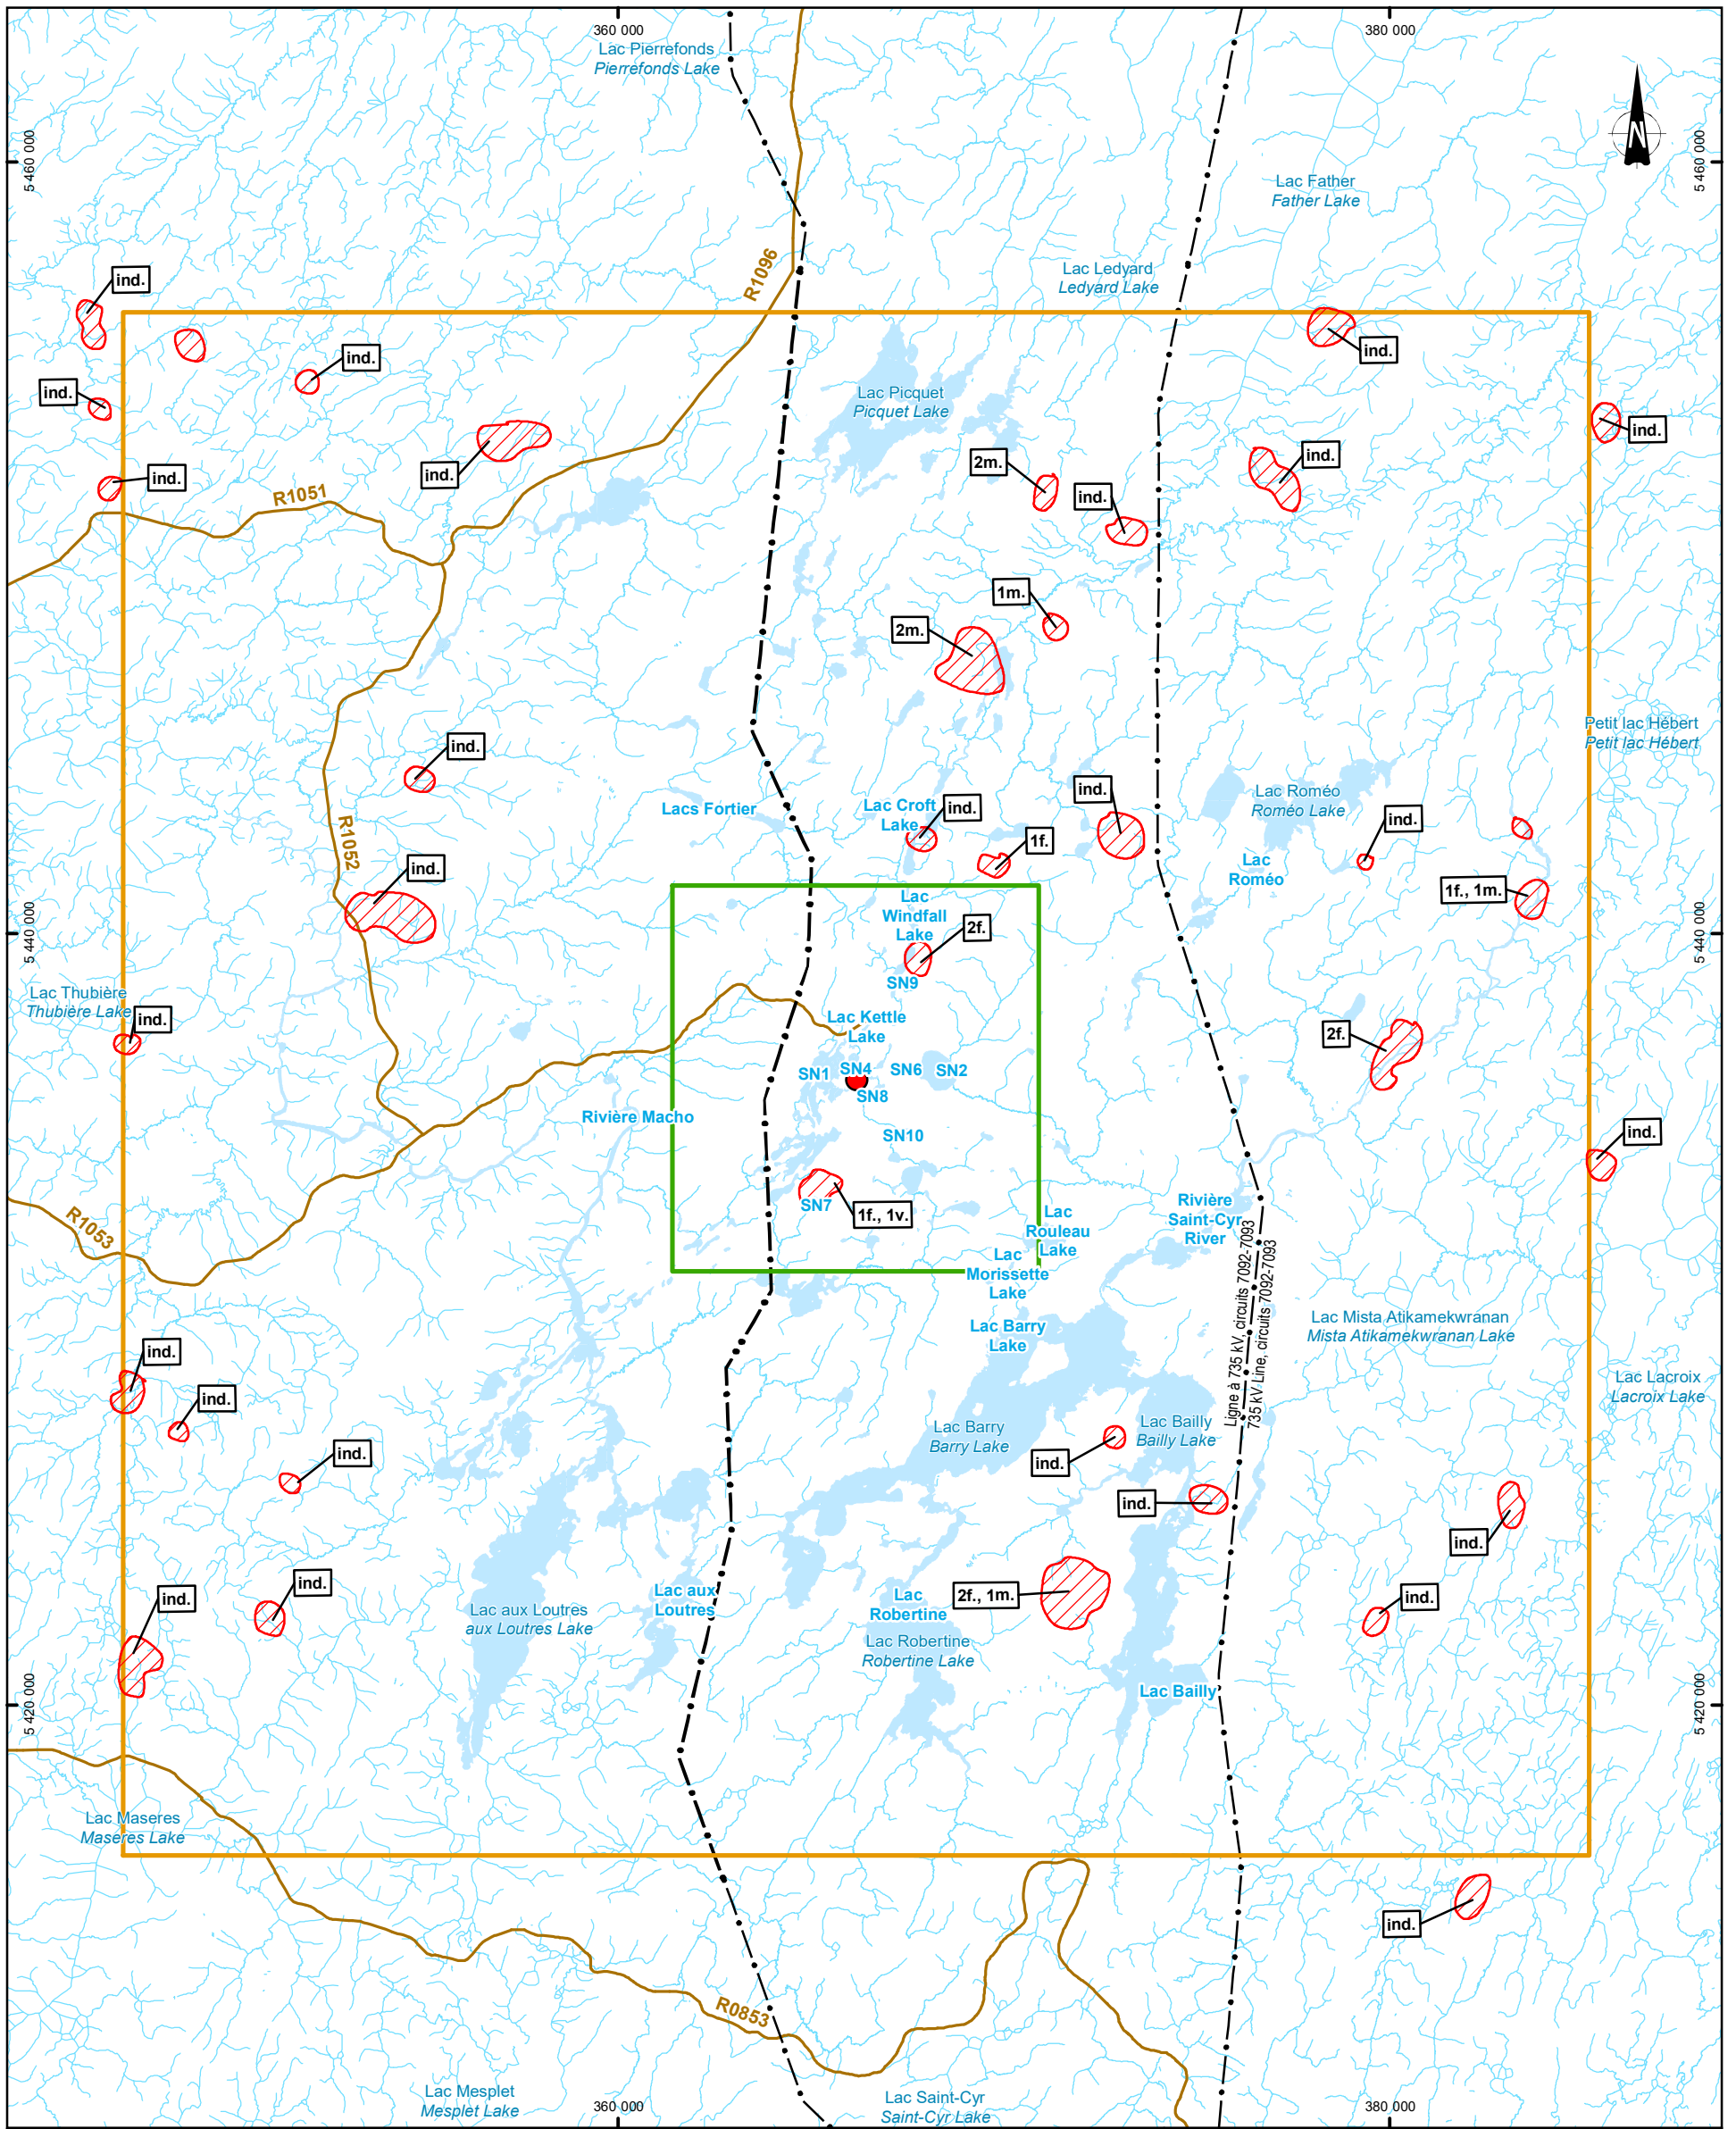 360 000
380 000
Lac Pierrefonds
Pierrefonds Lake
N
5 460 000
5 460 000
Lac Father
Father Lake
R1096
Lac Ledyard
Ledyard Lake
ind.
ind.
ind.
ind.
Lac Picquet
Picquet Lake
ind.
ind.
ind.
2m.
ind.
ind.
R1051
ind.
1m.
2m.
Petit lac Hébert
Petit lac Hébert
ind.
ind.
Lac Roméo
Roméo Lake
Lacs Fortier
Lac Croft
Lake
ind.
ind.
R1052
1f.
Lac
Roméo
ind.
1f., 1m.
Lac
Windfall
Lake
2f.
5 440 000
5 440 000
SN9
Lac Thubière
Thubière Lake
ind.
Lac Kettle
Lake
2f.
SN1
SN4
SN6
SN2
SN8
Rivière Macho
SN10
ind.
SN7
1f., 1v.
R1053
Rivière
Saint-Cyr
River
Lac
Rouleau
Lake
Lac
Morissette
Lake
Ligne à 735 kV, circuits 7092-7093
735 kV Line, circuits 7092-7093
Lac Barry
Lake
Lac Mista Atikamekwranan
Mista Atikamekwranan Lake
ind.
ind.
Lac Lacroix
Lacroix Lake
Lac Barry
Barry Lake
Lac Bailly
Bailly Lake
ind.
ind.
ind.
ind.
ind.
Lac aux
Loutres
Lac aux Loutres
aux Loutres Lake
2f., 1m.
Lac
Robertine
Lac Robertine
Robertine Lake
ind.
ind.
Lac Bailly
5 420 000
5 420 000
Lac Maseres
Maseres Lake
ind.
R0853
Lac Mesplet
Mesplet Lake
Lac Saint-Cyr
Saint-Cyr Lake
360 000
380 000